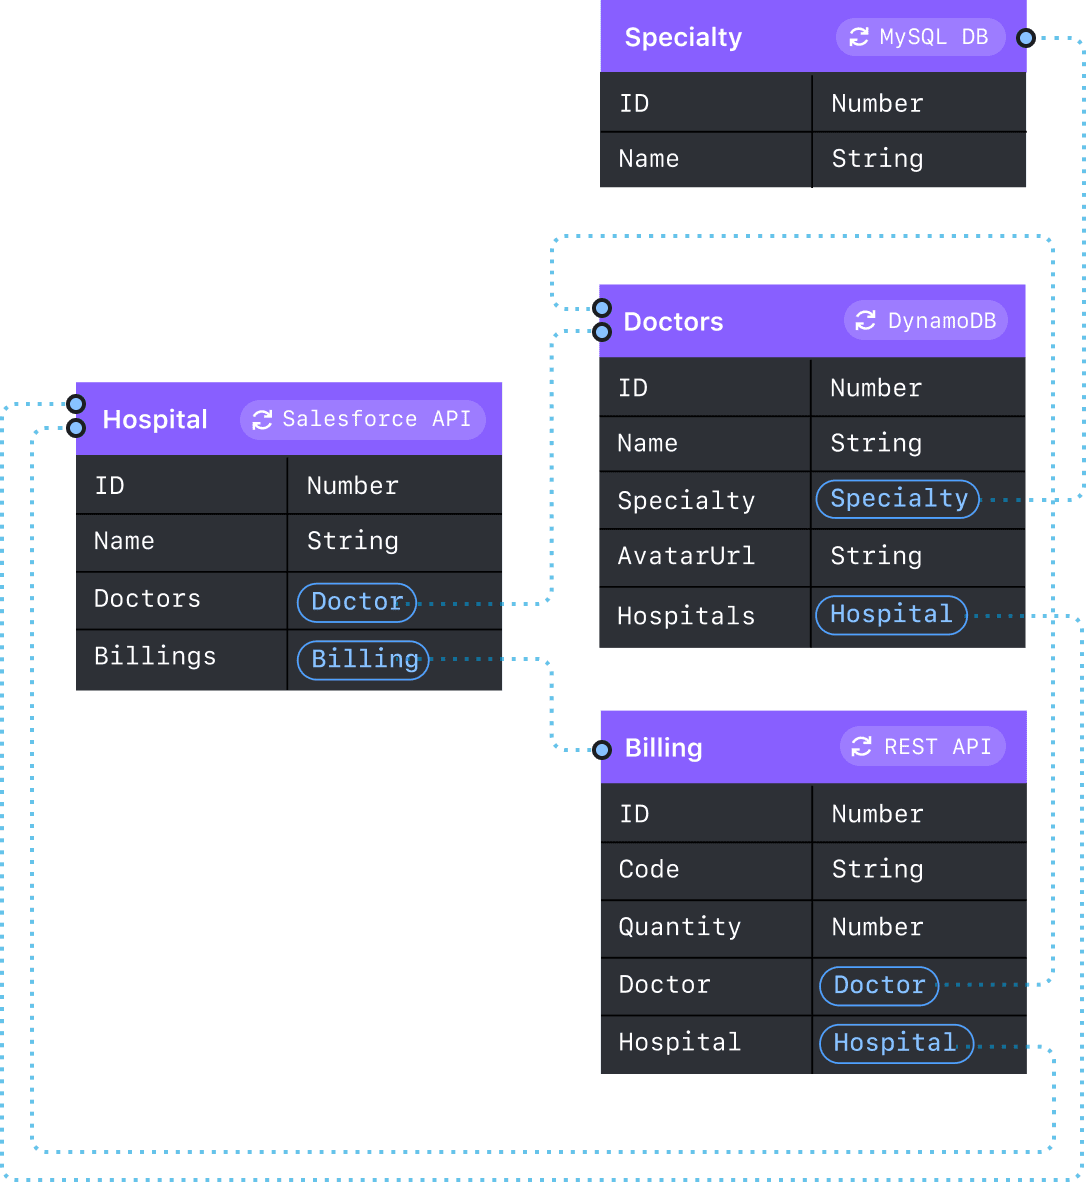 Specialty MySQL DB
ID Number
Name String
Doctors DynamoDB
ID Number
Name String
Specialty Specialty
AvatarUrl String
Hospitals Hospital
Hospital Salesforce API
ID Number
Name String
Doctors Doctor
Billings Billing
Billing REST API
ID Number
Code String
Quantity Number
Doctor Doctor
Hospital Hospital